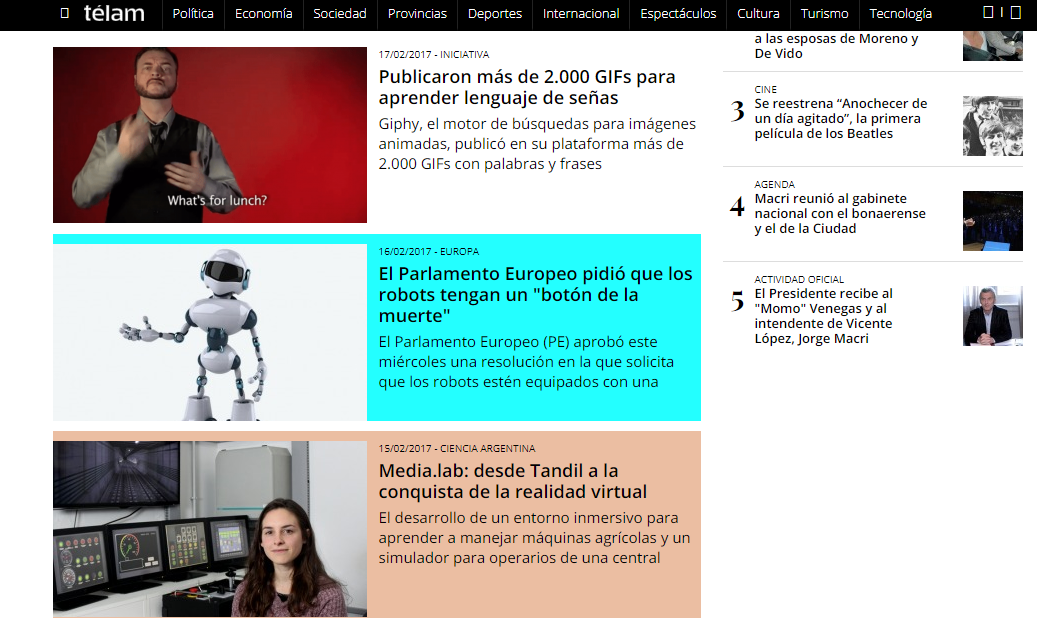 télam Política Economía Sociedad Provincias Deportes Internacional Espectáculos Cultura Turismo Tecnología
What's for lunch?
17/02/2017 - INICIATIVA
Publicaron más de 2.000 GIFs para
aprender lenguaje de señas
Giphy, el motor de búsquedas para imágenes
animadas, publicó en su plataforma más de
2.000 GIFs con palabras y frases
16/02/2017 - EUROPA
El Parlamento Europeo pidió que los
robots tengan un "botón de la
muerte"
El Parlamento Europeo (PE) aprobó este
miércoles una resolución en la que solicita
que los robots estén equipados con una
15/02/2017 - CIENCIA ARGENTINA
Media.lab: desde Tandil a la
conquista de la realidad virtual
El desarrollo de un entorno inmersivo para
aprender a manejar máquinas agrícolas y un
simulador para operarios de una central
a las esposas de Moreno y
De Vido
3
CINE
Se reestrena “Anochecer de
un día agitado”, la primera
película de los Beatles
4
AGENDA
Macri reunió al gabinete
nacional con el bonaerense
y el de la Ciudad
5
ACTIVIDAD OFICIAL
El Presidente recibe al
"Momo" Venegas y al
intendente de Vicente
López, Jorge Macri